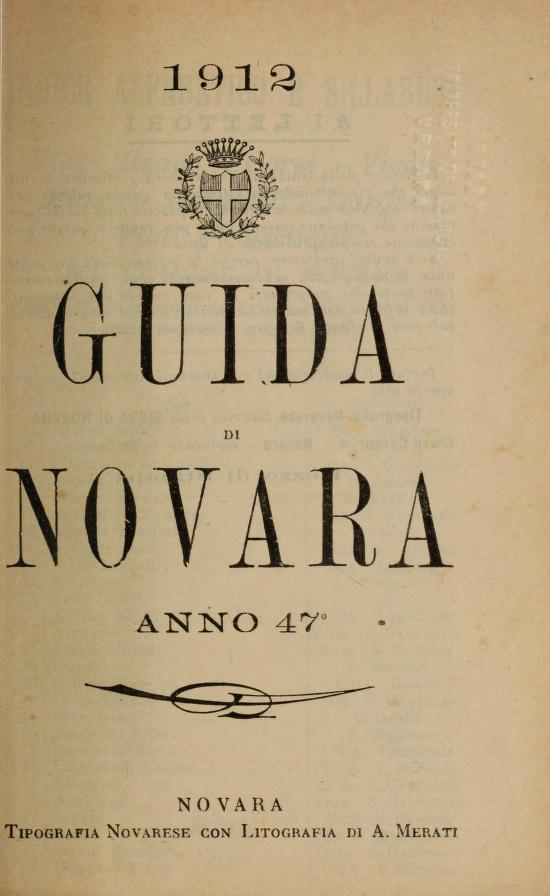 1912
GUIDA
DI
NOVARA
ANNO 47°
NOVARA
TIPOGRAFIA NOVARESE CON LITOGRAFIA DI A. MERATI